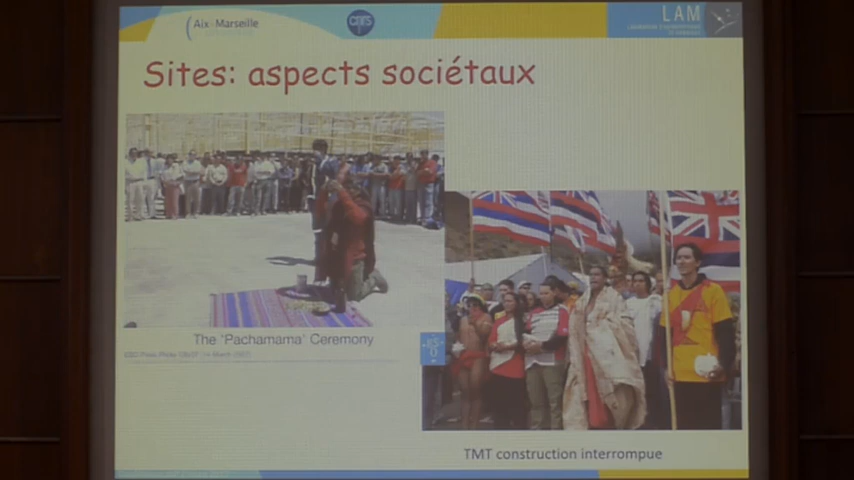 Aix-Marseille
CNRS
LAM
Sites: aspects sociétaux
The 'Pachamama' Ceremony
TMT construction interrompue